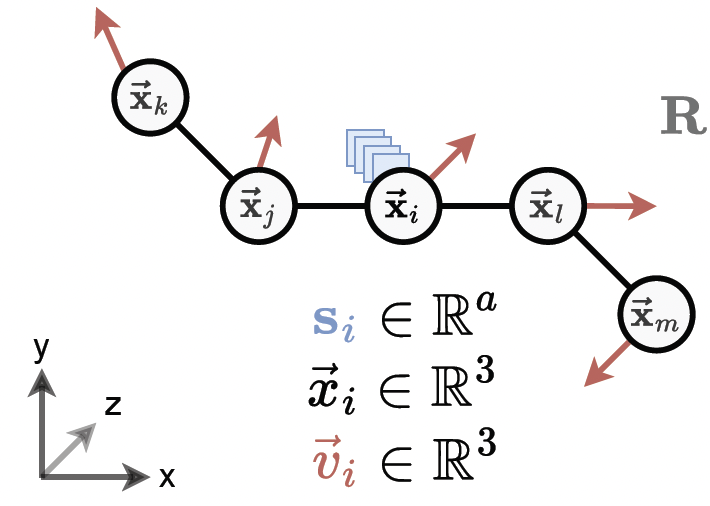 x⃗ₖ
R
x⃗ⱼ
x⃗ᵢ
x⃗ₗ
x⃗ₘ
sᵢ ∈ ℝᵃ
x⃗ᵢ ∈ ℝ³
v⃗ᵢ ∈ ℝ³
y
z
x